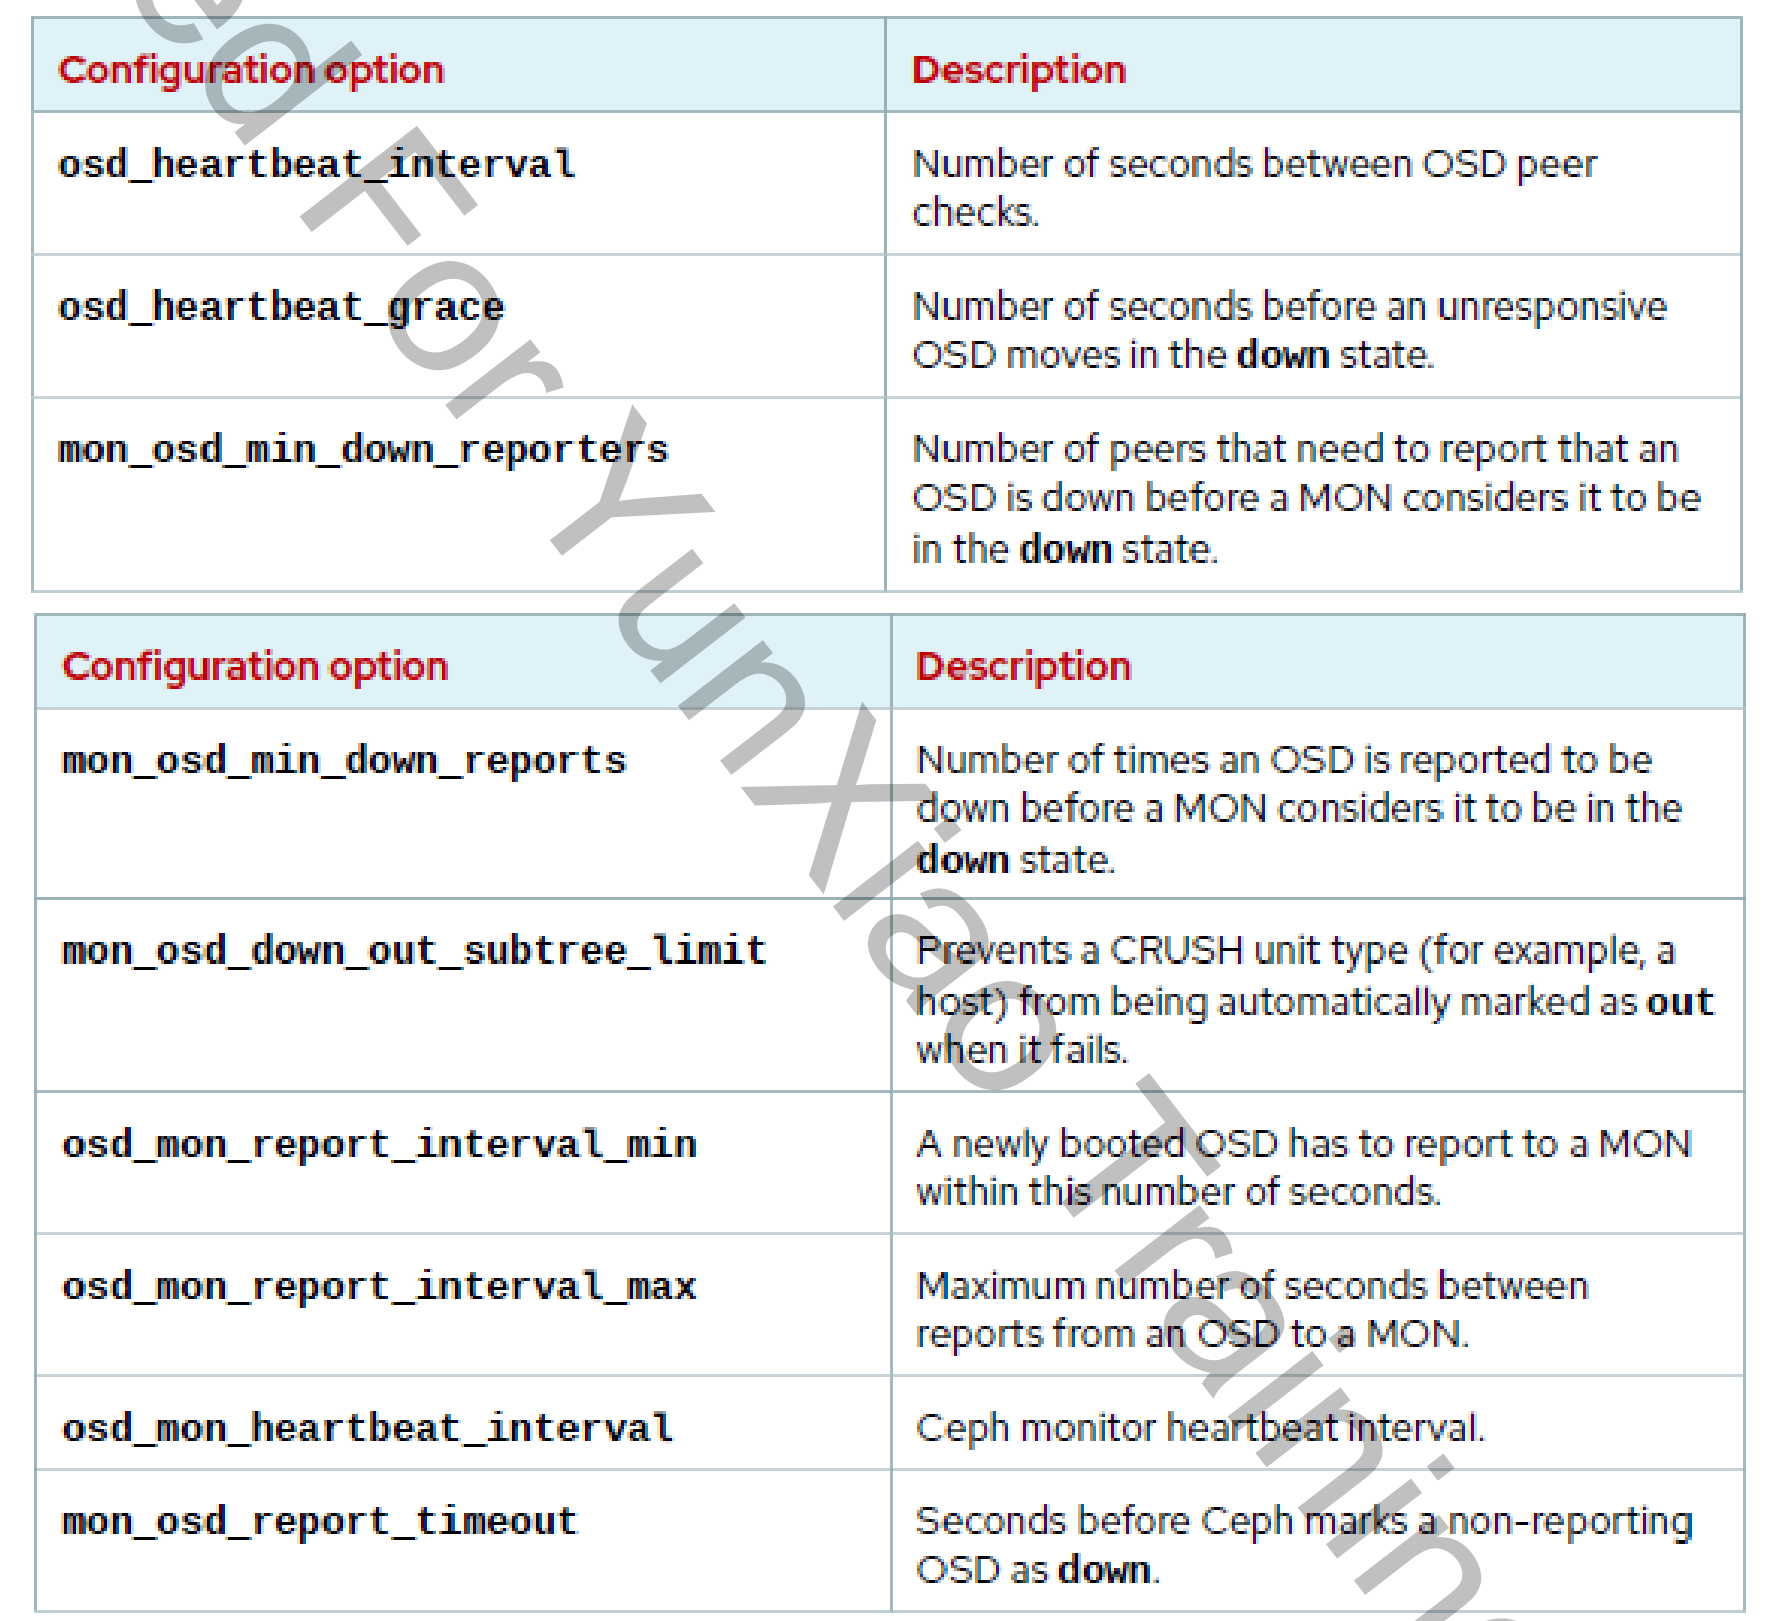 Configuration option Description
osd_heartbeat_interval Number of seconds between OSD peer
checks.
osd_heartbeat_grace Number of seconds before an unresponsive
OSD moves in the down state.
mon_osd_min_down_reporters Number of peers that need to report that an
OSD is down before a MON considers it to be
in the down state.
Configuration option Description
mon_osd_min_down_reports Number of times an OSD is reported to be
down before a MON considers it to be in the
down state.
mon_osd_down_out_subtree_limit Prevents a CRUSH unit type (for example, a
host) from being automatically marked as out
when it fails.
osd_mon_report_interval_min A newly booted OSD has to report to a MON
within this number of seconds.
osd_mon_report_interval_max Maximum number of seconds between
reports from an OSD to a MON.
osd_mon_heartbeat_interval Ceph monitor heartbeat interval.
mon_osd_report_timeout Seconds before Ceph marks a non-reporting
OSD as down.
For YunXiao